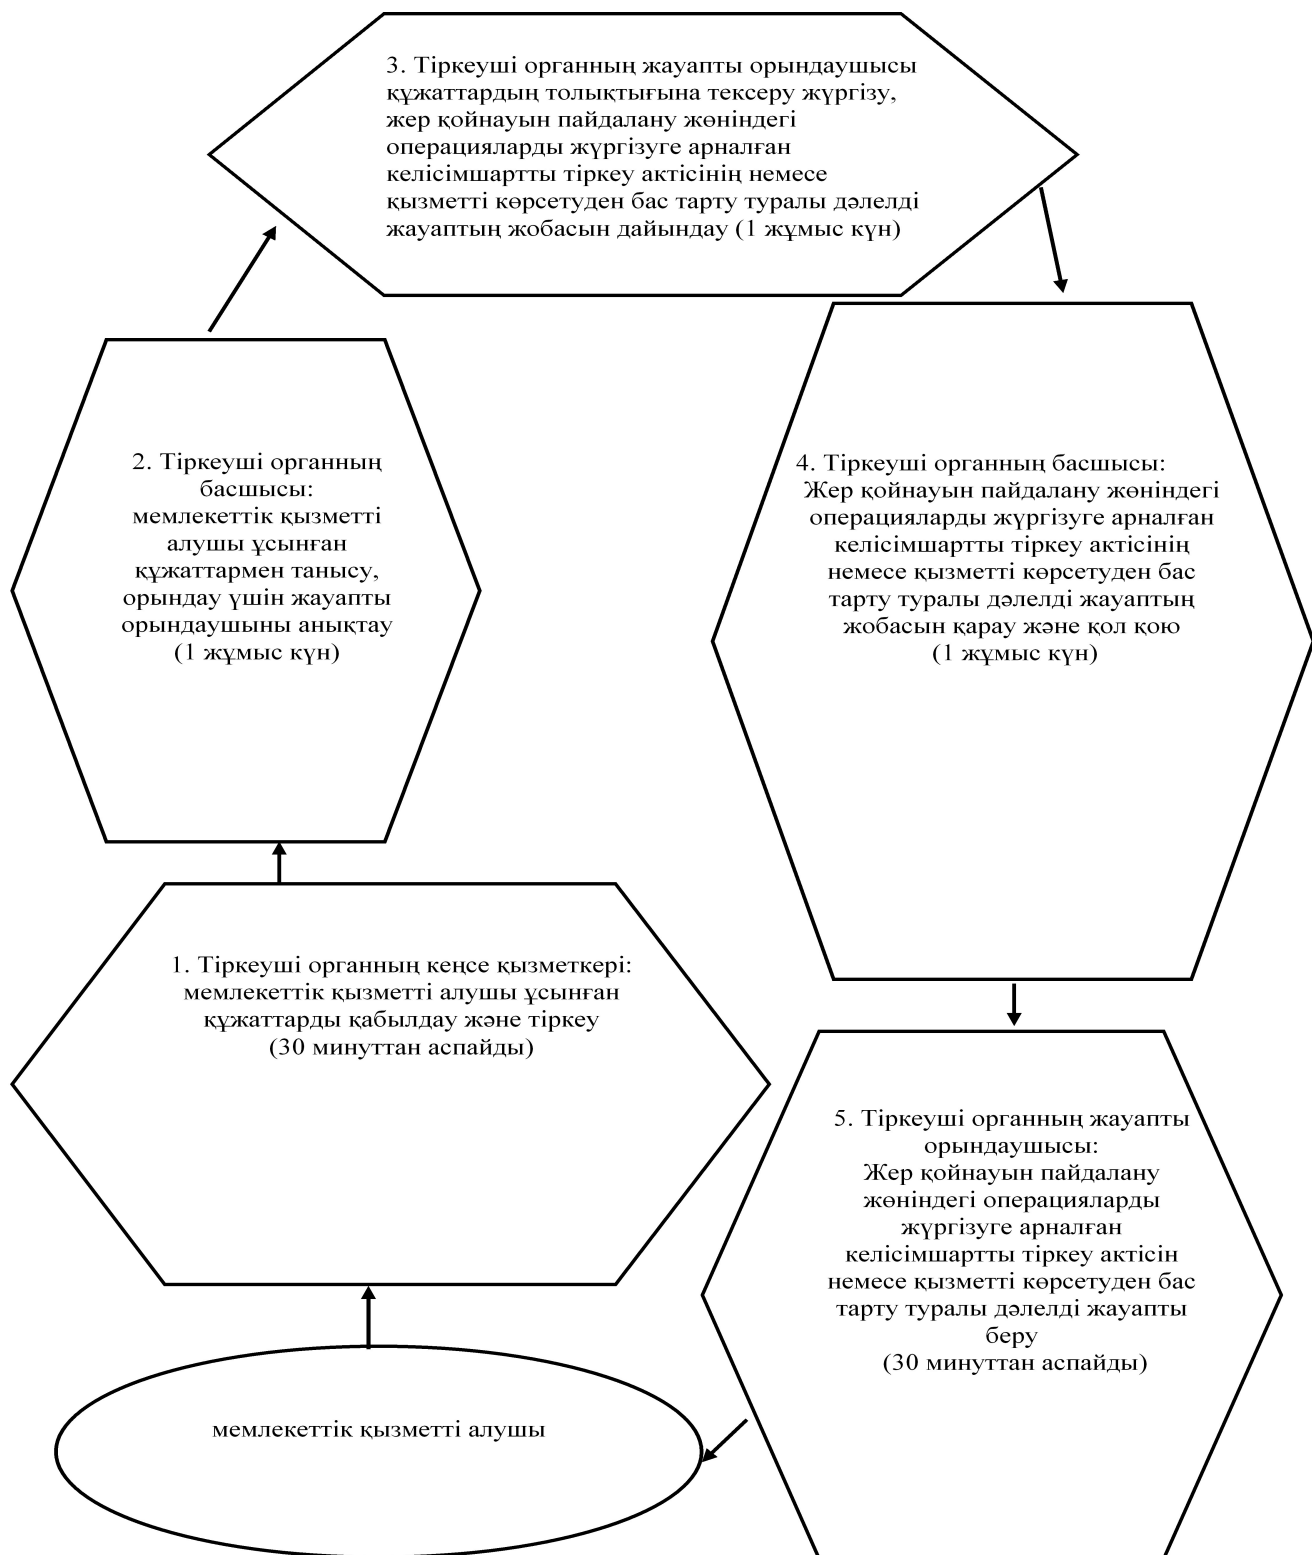 3. Тіркеуші органның жауапты орындаушысы
құжаттардың толықтығына тексеру жүргізу,
жер қойнауын пайдалану жөніндегі
операцияларды жүргізуге арналған
келісімшартты тіркеу актісінің немесе
қызметті көрсетуден бас тарту туралы дәлелді
жауаптың жобасын дайындау (1 жұмыс күн)
2. Тіркеуші органның
басшысы:
мемлекеттік қызметті
алушы ұсынған
құжаттармен танысу,
орындау үшін жауапты
орындаушыны анықтау
(1 жұмыс күн)
4. Тіркеуші органның басшысы:
Жер қойнауын пайдалану жөніндегі
операцияларды жүргізуге арналған
келісімшартты тіркеу актісінің
немесе қызметті көрсетуден бас
тарту туралы дәлелді жауаптың
жобасын қарау және қол қою
(1 жұмыс күн)
1. Тіркеуші органның кеңсе қызметкері:
мемлекеттік қызметті алушы ұсынған
құжаттарды қабылдау және тіркеу
(30 минуттан аспайды)
5. Тіркеуші органның жауапты
орындаушысы:
Жер қойнауын пайдалану
жөніндегі операцияларды
жүргізуге арналған
келісімшартты тіркеу актісін
немесе қызметті көрсетуден бас
тарту туралы дәлелді жауапты
беру
(30 минуттан аспайды)
мемлекеттік қызметті алушы